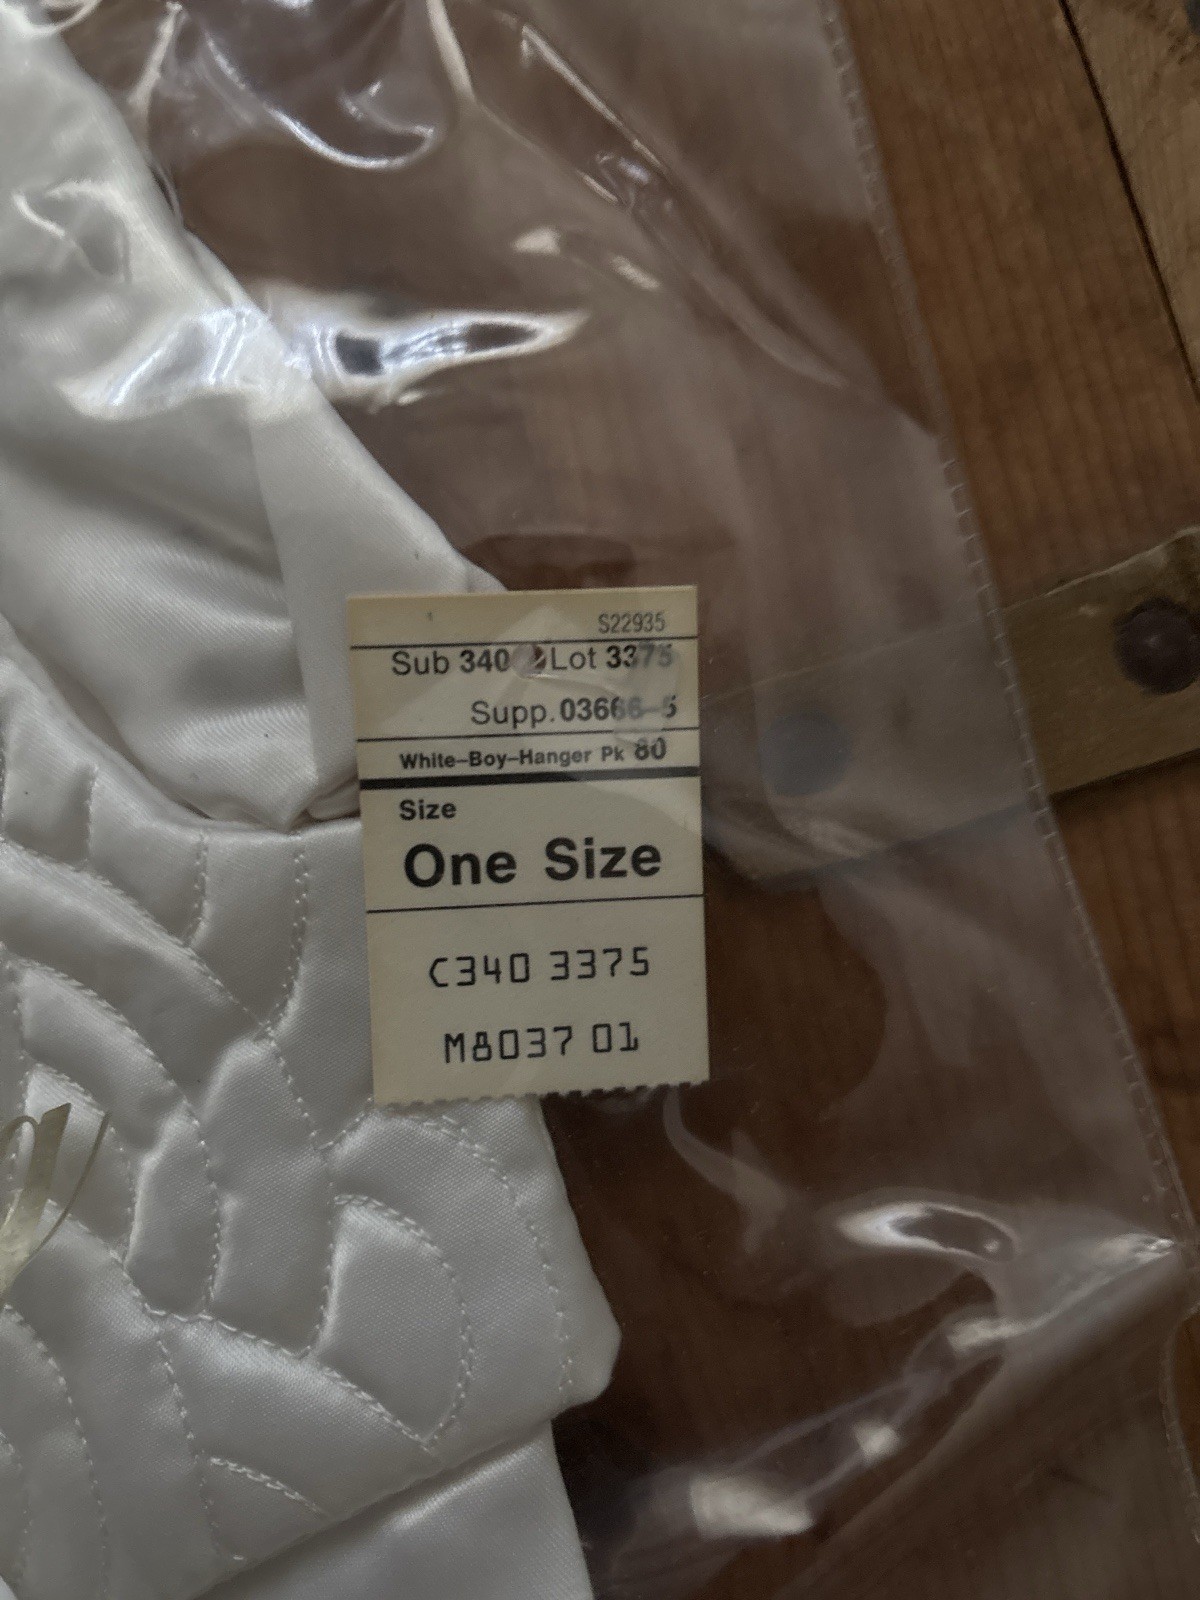 S22935
Sub 340 Lot 3375
Supp. 03666-5
White-Boy-Hanger Pk 80
Size
One Size
C340 3375
M8037 01